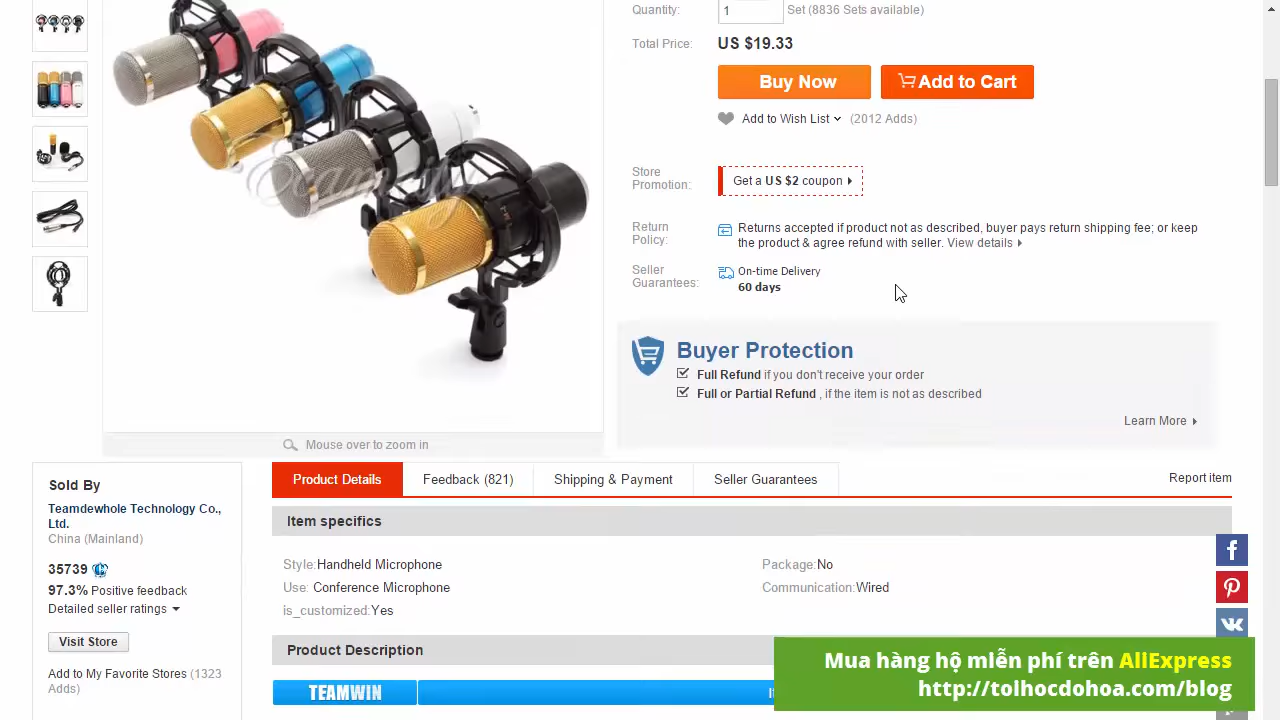 Quantity:
1
Set (8836 Sets available)
Total Price:
US $19.33
Buy Now
Add to Cart
Add to Wish List
(2012 Adds)
Store
Promotion:
Get a US $2 coupon
Return
Policy:
Returns accepted if product not as described, buyer pays return shipping fee; or keep
the product & agree refund with seller. View details
Seller
Guarantees:
On-time Delivery
60 days
Buyer Protection
Full Refund if you don't receive your order
Full or Partial Refund , if the item is not as described
Learn More
Mouse over to zoom in
Sold By
Teamdewhole Technology Co.,
Ltd.
China (Mainland)
35739
97.3% Positive feedback
Detailed seller ratings
Visit Store
Add to My Favorite Stores (1323
Adds)
Product Details
Feedback (821)
Shipping & Payment
Seller Guarantees
Report item
Item specifics
Style:Handheld Microphone
Package:No
Use: Conference Microphone
Communication:Wired
is_customized:Yes
Product Description
TEAMWIN
Mua hàng hộ miễn phí trên AliExpress
http://toihocdohoa.com/blog